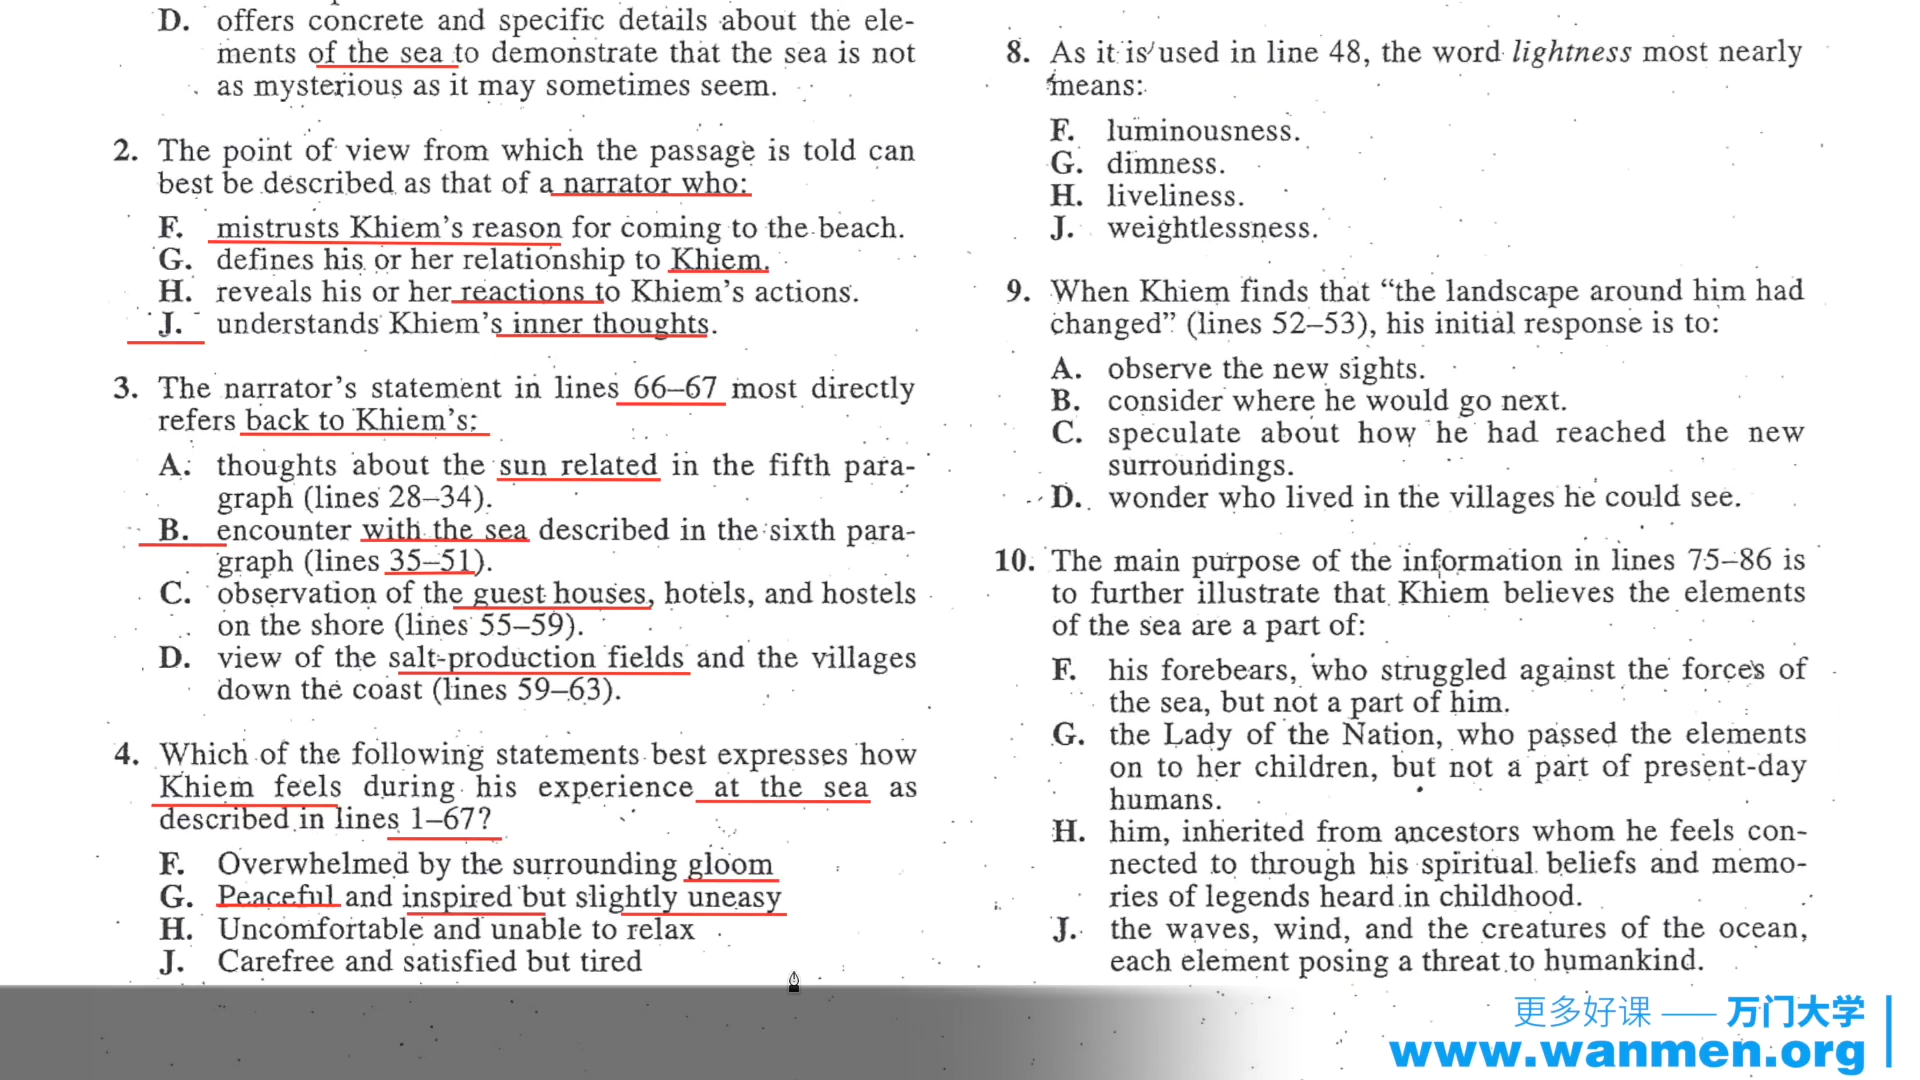 D. offers concrete and specific details about the ele-
ments of the sea to demonstrate that the sea is not
as mysterious as it may sometimes seem.
2. The point of view from which the passage is told can
best be described as that of a narrator who:
F. mistrusts Khiem's reason for coming to the beach.
G. defines his or her relationship to Khiem.
H. reveals his or her reactions to Khiem's actions.
J. understands Khiem's inner thoughts.
3. The narrator's statement in lines 66–67 most directly
refers back to Khiem's:
A. thoughts about the sun related in the fifth para-
graph (lines 28–34).
B. encounter with the sea described in the sixth para-
graph (lines 35–51).
C. observation of the guest houses, hotels, and hostels
on the shore (lines 55–59).
D. view of the salt-production fields and the villages
down the coast (lines 59–63).
4. Which of the following statements best expresses how
Khiem feels during his experience at the sea as
described in lines 1–67?
F. Overwhelmed by the surrounding gloom
G. Peaceful and inspired but slightly uneasy
H. Uncomfortable and unable to relax
J. Carefree and satisfied but tired
8. As it is used in line 48, the word lightness most nearly
means:
F. luminousness.
G. dimness.
H. liveliness.
J. weightlessness.
9. When Khiem finds that “the landscape around him had
changed” (lines 52–53), his initial response is to:
A. observe the new sights.
B. consider where he would go next.
C. speculate about how he had reached the new
surroundings.
D. wonder who lived in the villages he could see.
10. The main purpose of the information in lines 75–86 is
to further illustrate that Khiem believes the elements
of the sea are a part of:
F. his forebears, who struggled against the forces of
the sea, but not a part of him.
G. the Lady of the Nation, who passed the elements
on to her children, but not a part of present-day
humans.
H. him, inherited from ancestors whom he feels con-
nected to through his spiritual beliefs and memo-
ries of legends heard in childhood.
J. the waves, wind, and the creatures of the ocean,
each element posing a threat to humankind.
更多好课 —— 万门大学
www.wanmen.org